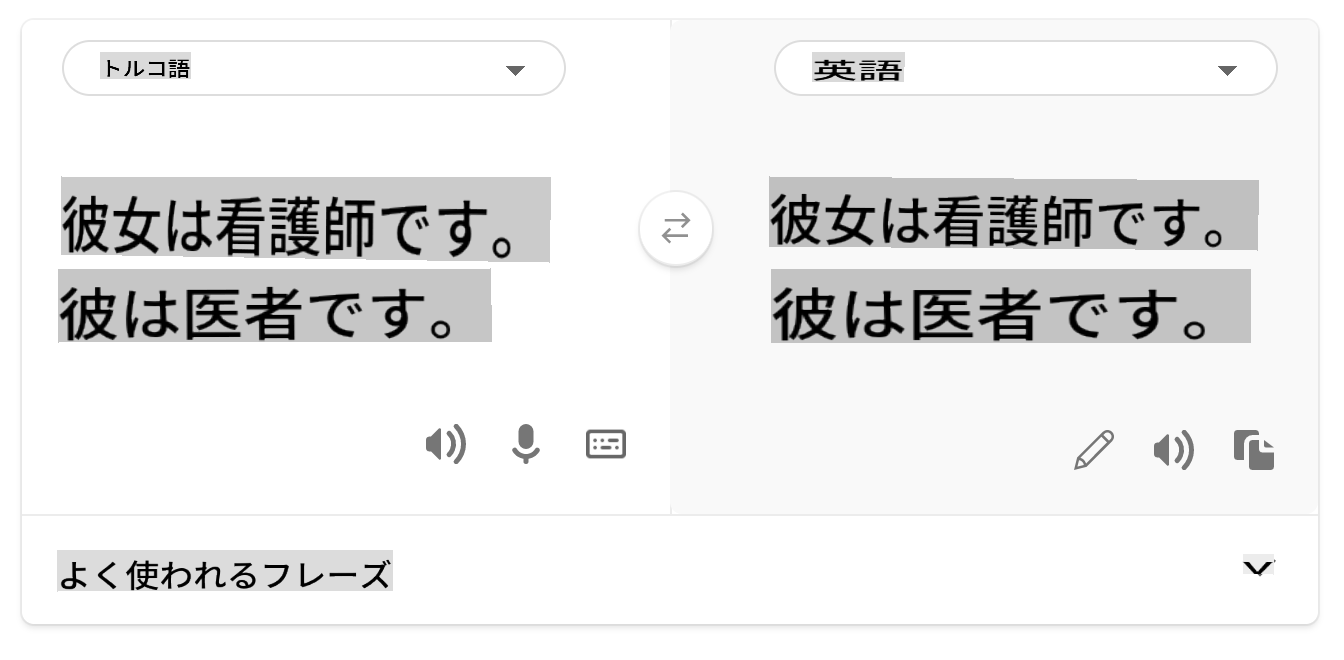 トルコ語
英語
彼女は看護師です。
彼は医者です。
彼女は看護師です。
彼は医者です。
よく使われるフレーズ